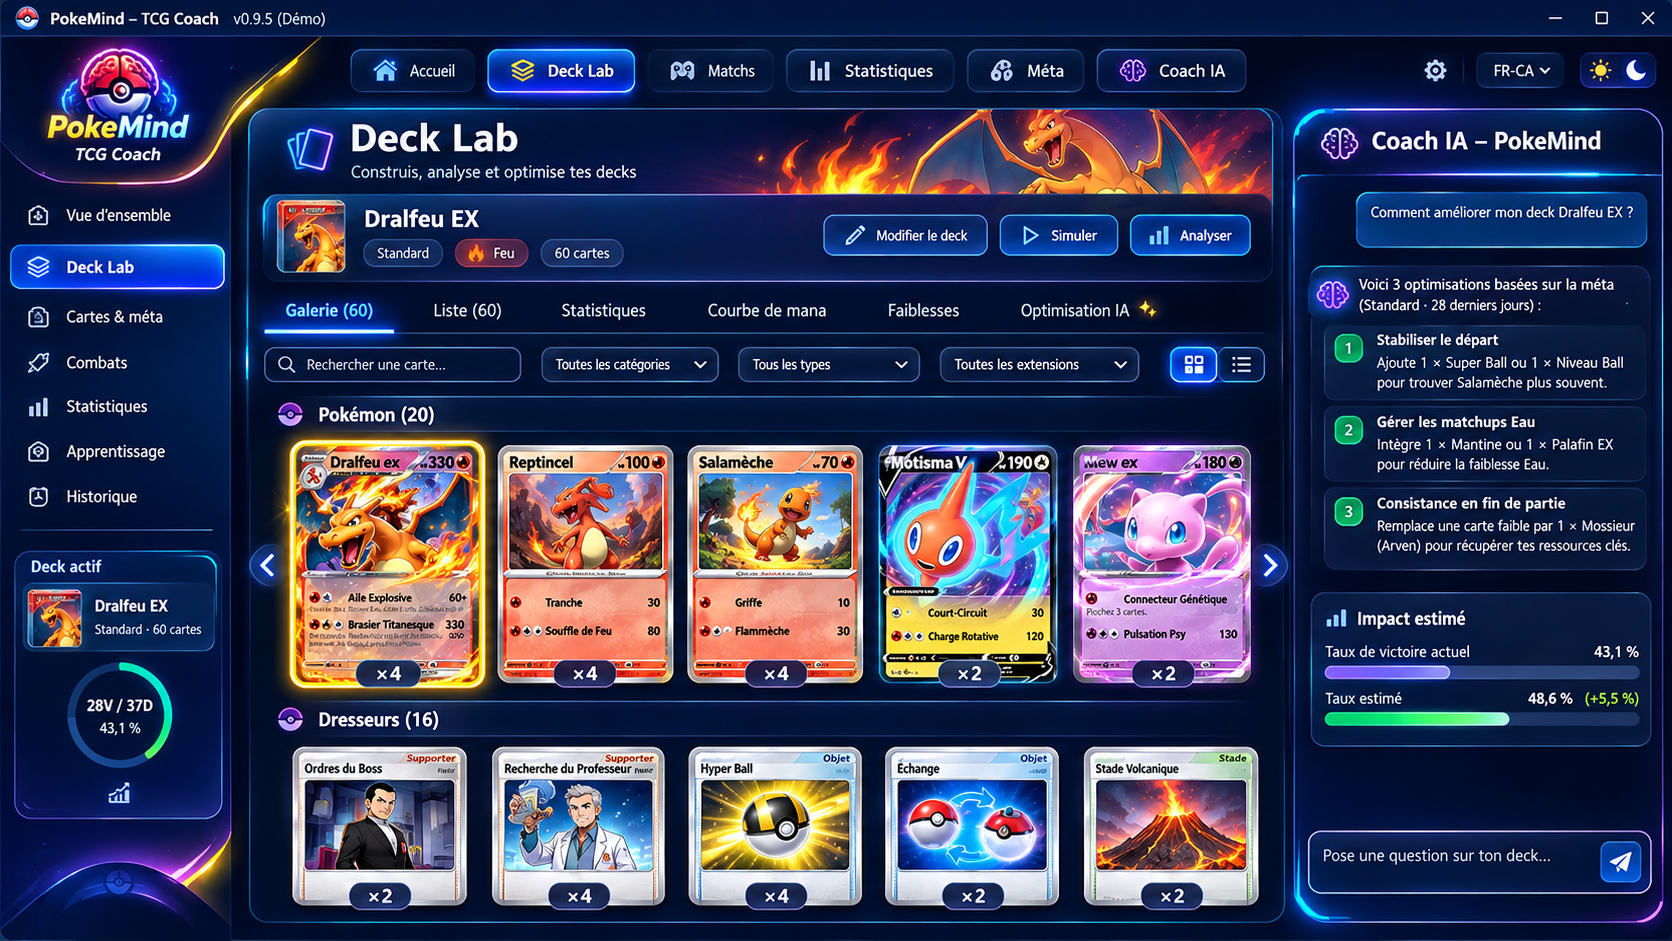 PokeMind – TCG Coach v0.9.5 (Démo)
PokeMind
TCG Coach
Accueil
Deck Lab
Matchs
Statistiques
Méta
Coach IA
FR-CA
Vue d'ensemble
Deck Lab
Cartes & méta
Combats
Statistiques
Apprentissage
Historique
Deck actif
Dralfeu EX
Standard · 60 cartes
28V / 37D
43,1 %
Deck Lab
Construis, analyse et optimise tes decks
Dralfeu EX
Standard
Feu
60 cartes
Modifier le deck
Simuler
Analyser
Galerie (60)
Liste (60)
Statistiques
Courbe de mana
Faiblesses
Optimisation IA
Rechercher une carte...
Toutes les catégories
Tous les types
Toutes les extensions
Pokémon (20)
Dralfeu ex 330
Aile Explosive 60+
Brasier Titanesque 330
×4
Reptincel 100
Tranche 30
Souffle de Feu 80
×4
Salamèche 70
Griffe 10
Flammèche 30
×4
Motisma V 190
Court-Circuit 30
Charge Rotative 120
×2
Mew ex 180
Connecteur Génétique
Piochez 3 cartes.
Pulsation Psy 130
×2
Dresseurs (16)
Supporter
Ordres du Boss
×2
Supporter
Recherche du Professeur
×4
Objet
Hyper Ball
×4
Objet
Échange
×2
Stade
Stade Volcanique
×2
Coach IA – PokeMind
Comment améliorer mon deck Dralfeu EX ?
Voici 3 optimisations basées sur la méta
(Standard · 28 derniers jours) :
1
Stabiliser le départ
Ajoute 1 × Super Ball ou 1 × Niveau Ball
pour trouver Salamèche plus souvent.
2
Gérer les matchups Eau
Intègre 1 × Mantine ou 1 × Palafin EX
pour réduire la faiblesse Eau.
3
Consistance en fin de partie
Remplace une carte faible par 1 × Mossieur
(Arven) pour récupérer tes ressources clés.
Impact estimé
Taux de victoire actuel 43,1 %
Taux estimé 48,6 % (+5,5 %)
Pose une question sur ton deck...